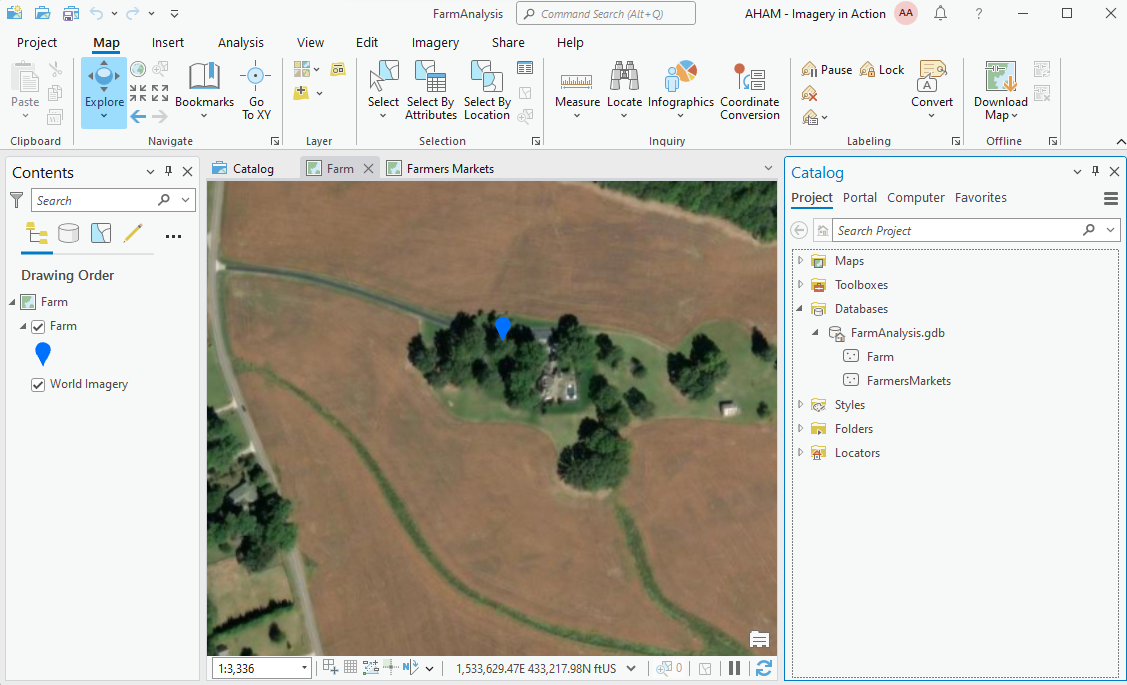 FarmAnalysis
Command Search (Alt+Q)
AHAM - Imagery in Action
AA
?
Project Map Insert Analysis View Edit Imagery Share Help
Paste
Clipboard
Explore
Bookmarks
Go
To XY
Navigate
Layer
Select
Select By
Attributes
Select By
Location
Selection
Measure
Locate
Infographics
Coordinate
Conversion
Inquiry
Pause
Lock
Convert
Labeling
Download
Map
Offline
Contents
Search
Drawing Order
Farm
Farm
World Imagery
Catalog
Farm
Farmers Markets
1:3,336
N
1,533,629.47E 433,217.98N ftUS
0
Catalog
Project Portal Computer Favorites
Search Project
Maps
Toolboxes
Databases
FarmAnalysis.gdb
Farm
FarmersMarkets
Styles
Folders
Locators